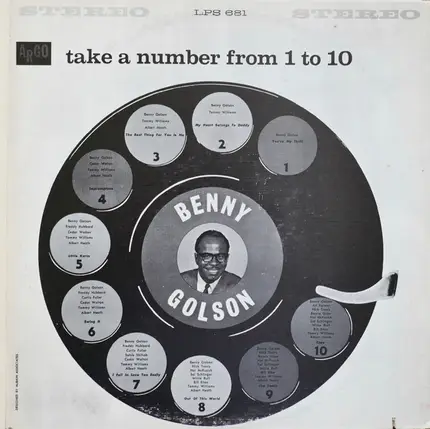 STEREO LPS 681 STEREO
ARGO
take a number from 1 to 10
BENNY
GOLSON
Benny Golson
You're My Thrill
1
Benny Golson
Tommy Williams
My Heart Belongs To Daddy
2
Benny Golson
Tommy Williams
Albert Heath
The Best Thing For You Is Me
3
Benny Golson
Cedar Walton
Tommy Williams
Albert Heath
Impromptune
4
Benny Golson
Freddie Hubbard
Cedar Walton
Tommy Williams
Albert Heath
Little Karin
5
Benny Golson
Freddie Hubbard
Curtis Fuller
Cedar Walton
Tommy Williams
Albert Heath
Swing It
6
Benny Golson
Freddie Hubbard
Curtis Fuller
Sahib Shihab
Cedar Walton
Tommy Williams
Albert Heath
I Fall In Love Too Easily
7
Benny Golson
Nick Travis
Bill Elton
Tommy Williams
Albert Heath
Out Of This World
8
9
Tommy Williams
Albert Heath
Time
10